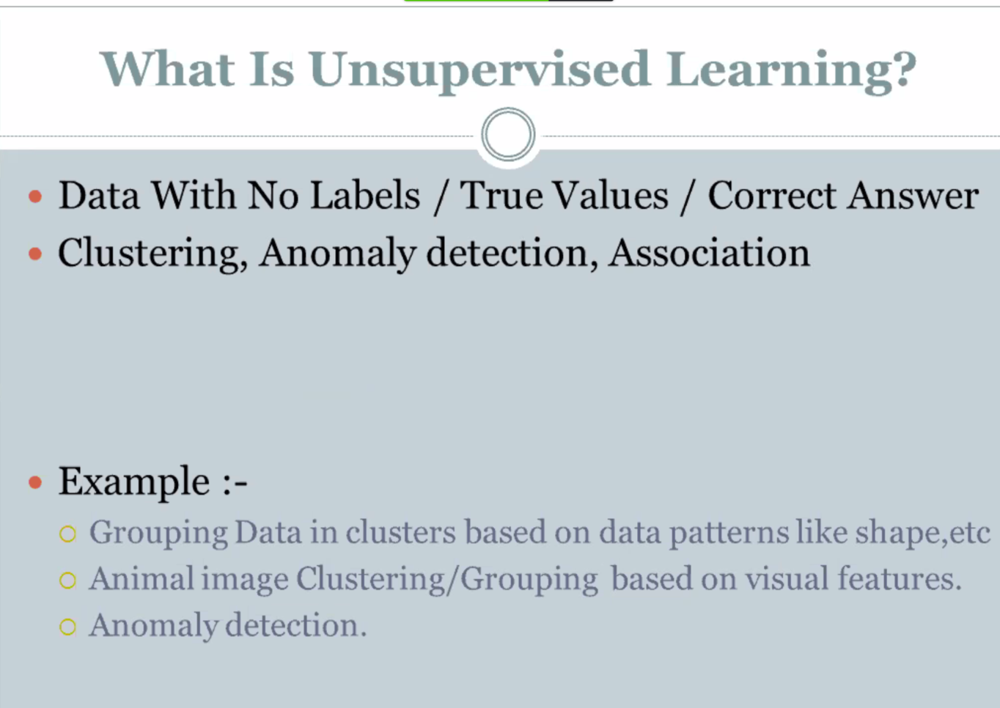 What Is Unsupervised Learning?
Data With No Labels / True Values / Correct Answer
Clustering, Anomaly detection, Association
Example :-
Grouping Data in clusters based on data patterns like shape,etc
Animal image Clustering/Grouping based on visual features.
Anomaly detection.